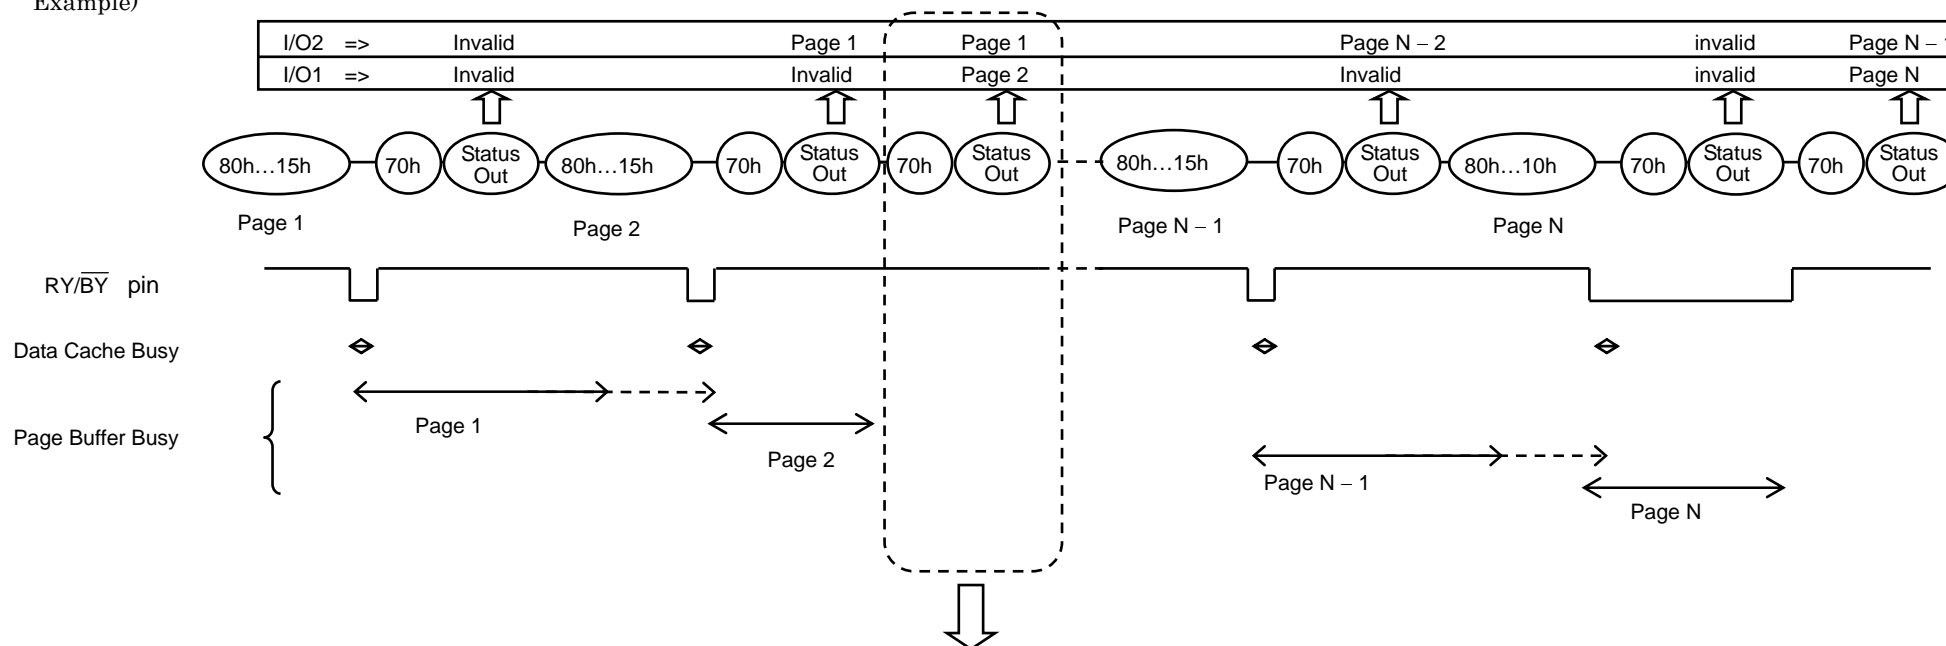 Example)
I/O2 => Invalid Page 1 Page 1 Page N − 2 invalid Page N − 1
I/O1 => Invalid Invalid Page 2 Invalid invalid Page N
80h…15h 70h Status Out 80h…15h 70h Status Out 70h Status Out 80h…15h 70h Status Out 80h…10h 70h Status Out 70h Status Out
Page 1 Page 2 Page N − 1 Page N
RY/BY pin
Data Cache Busy
Page Buffer Busy
Page 1
Page 2
Page N − 1
Page N